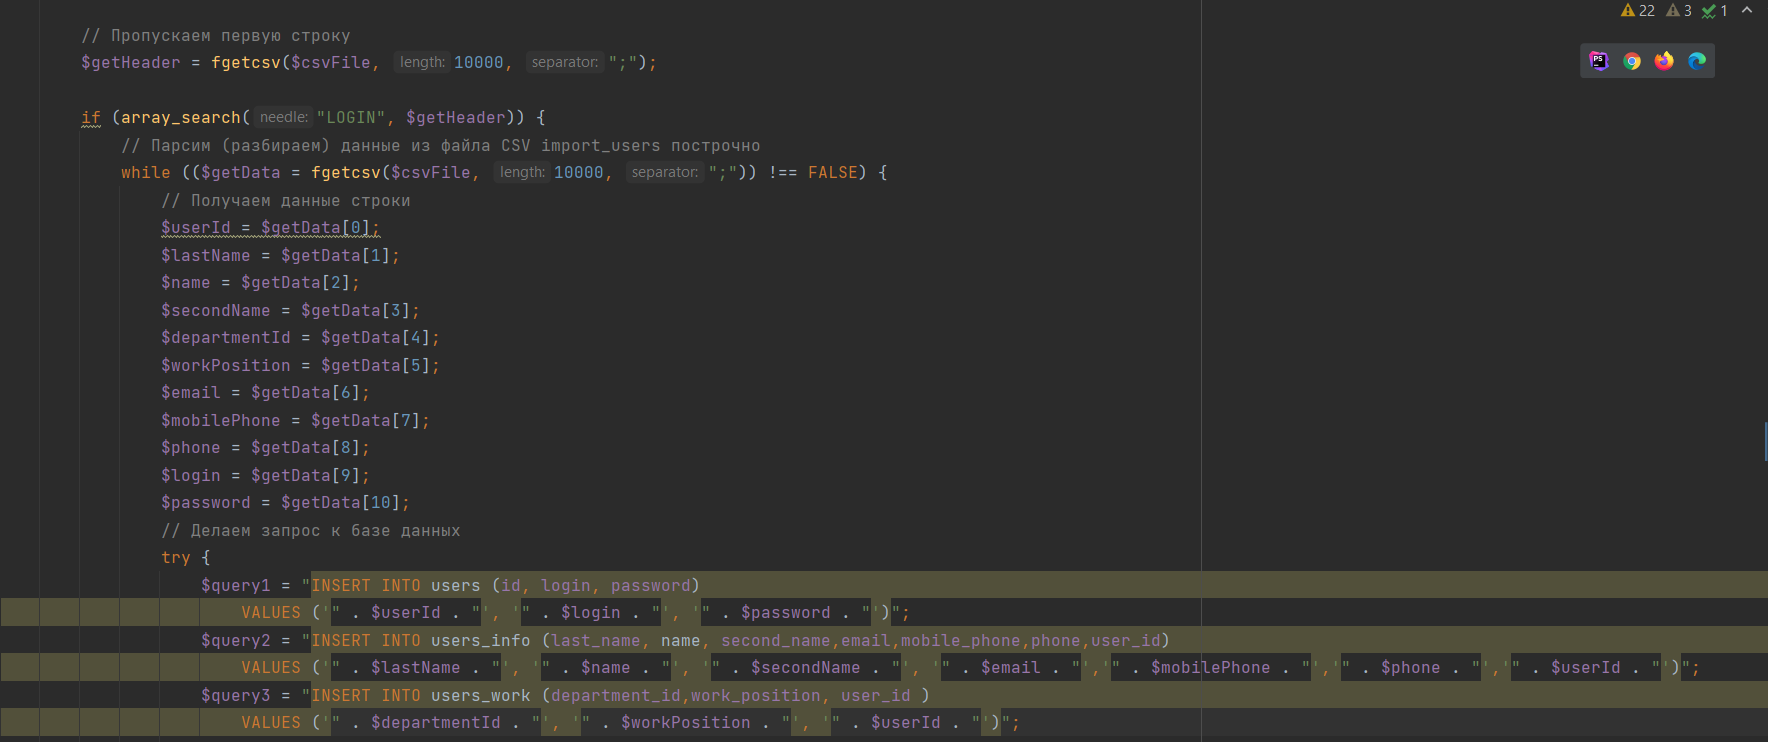 22 3 1
// Пропускаем первую строку
$getHeader = fgetcsv($csvFile, length: 10000, separator: ";");
PS
if (array_search( needle: "LOGIN", $getHeader)) {
// Парсим (разбираем) данные из файла CSV import_users построчно
while (($getData = fgetcsv($csvFile, length: 10000, separator: ";")) !== FALSE) {
// Получаем данные строки
$userId = $getData[0];
$lastName = $getData[1];
$name = $getData[2];
$secondName = $getData[3];
$departmentId = $getData[4];
$workPosition = $getData[5];
$email = $getData[6];
$mobilePhone = $getData[7];
$phone = $getData[8];
$login = $getData[9];
$password = $getData[10];
// Делаем запрос к базе данных
try {
$query1 = "INSERT INTO users (id, login, password)
VALUES ('" . $userId . "', '" . $login . "', '" . $password . "')";
$query2 = "INSERT INTO users_info (last_name, name, second_name,email,mobile_phone,phone,user_id)
VALUES ('" . $lastName . "', '" . $name . "', '" . $secondName . "', '" . $email . "','" . $mobilePhone . "','" . $phone . "','" . $userId . "')";
$query3 = "INSERT INTO users_work (department_id,work_position, user_id )
VALUES ('" . $departmentId . "', '" . $workPosition . "', '" . $userId . "')";